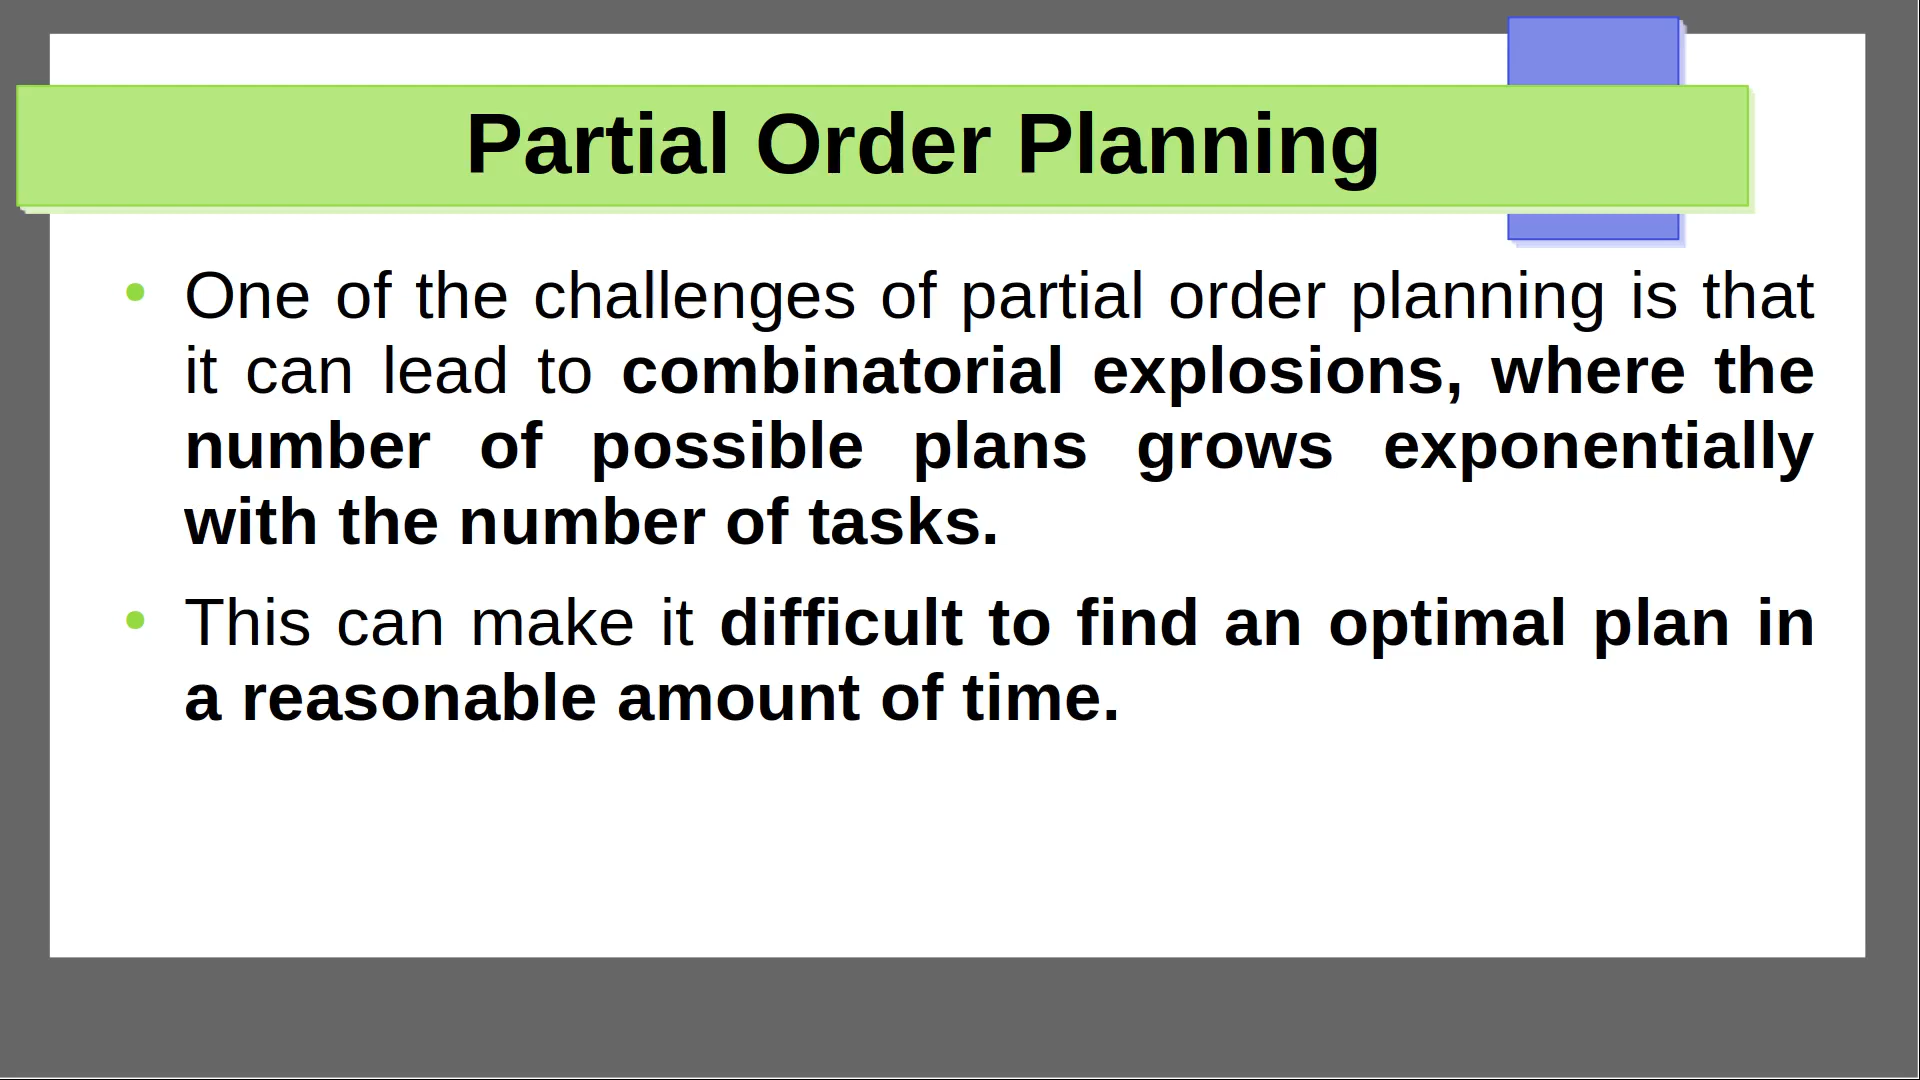 Partial Order Planning
One of the challenges of partial order planning is that
it can lead to combinatorial explosions, where the
number of possible plans grows exponentially
with the number of tasks.
This can make it difficult to find an optimal plan in
a reasonable amount of time.